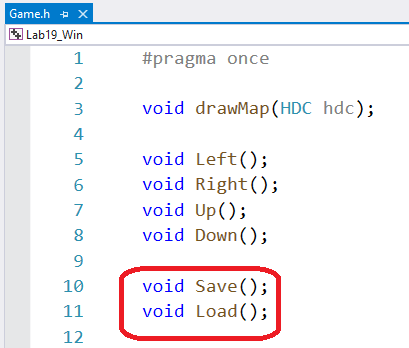 Game.h
Lab19_Win
1 #pragma once
2
3 void drawMap(HDC hdc);
4
5 void Left();
6 void Right();
7 void Up();
8 void Down();
9
10 void Save();
11 void Load();
12